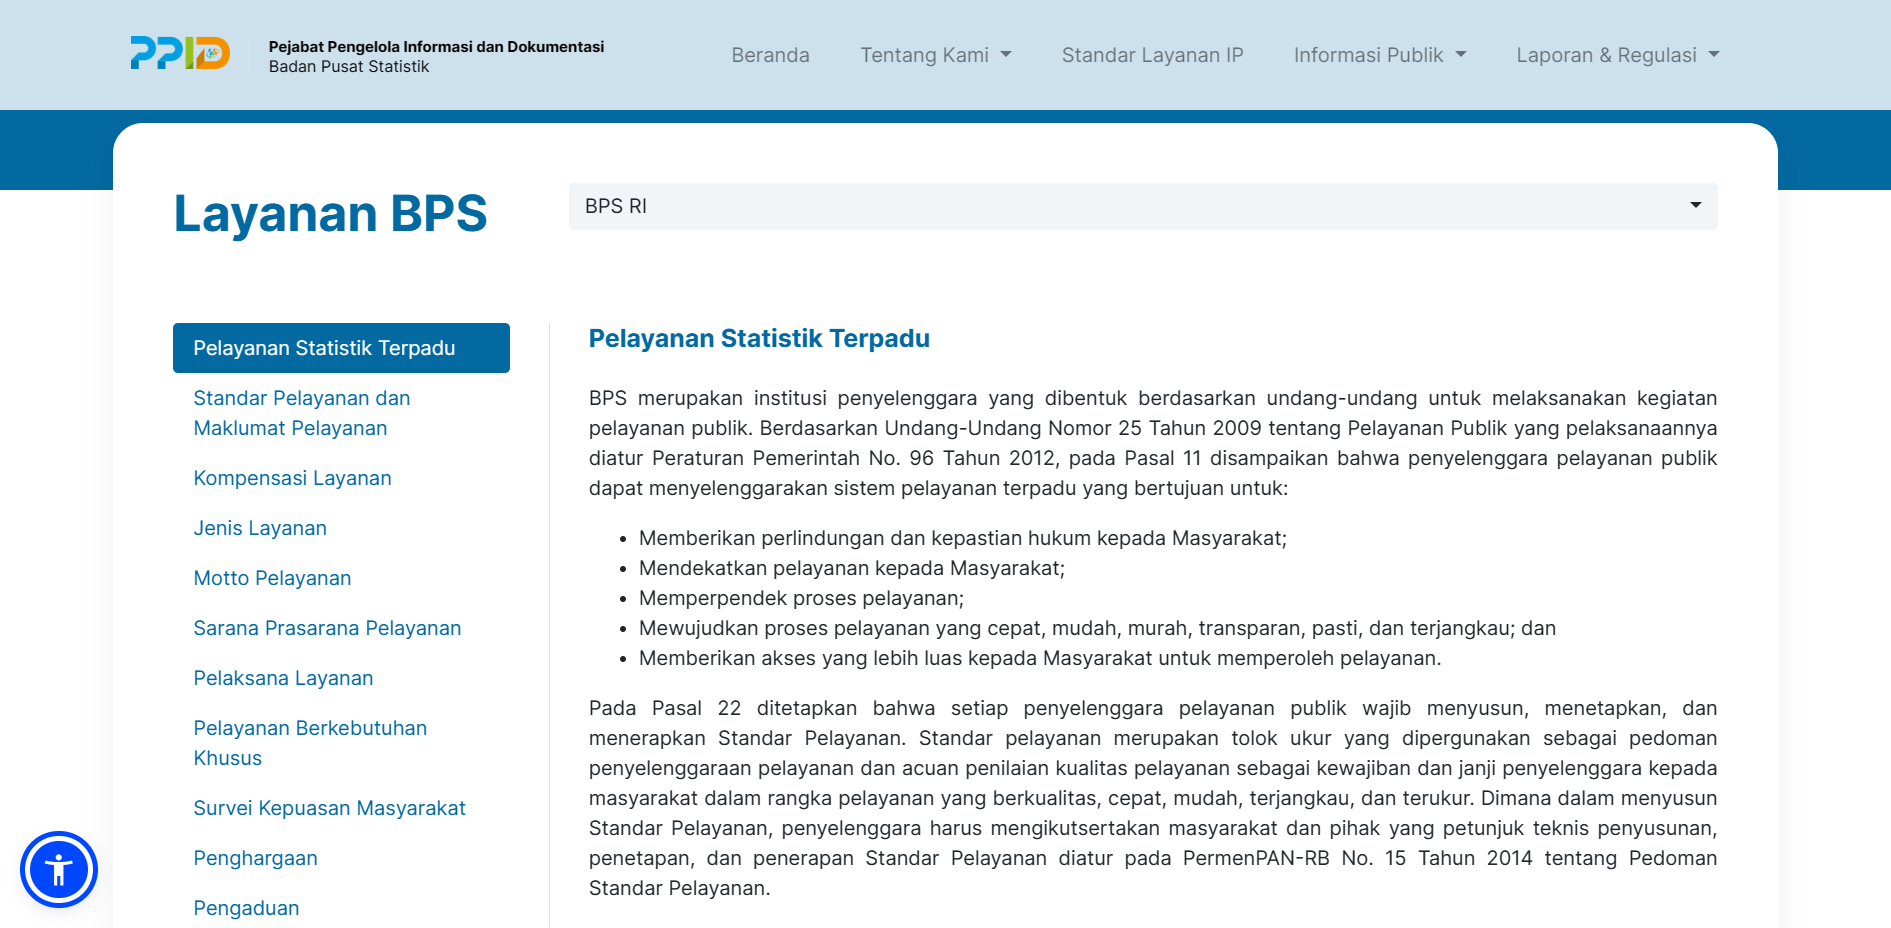 PPID
Pejabat Pengelola Informasi dan Dokumentasi
Badan Pusat Statistik
Beranda
Tentang Kami
Standar Layanan IP
Informasi Publik
Laporan & Regulasi
Layanan BPS
BPS RI
Pelayanan Statistik Terpadu
Standar Pelayanan dan
Maklumat Pelayanan
Kompensasi Layanan
Jenis Layanan
Motto Pelayanan
Sarana Prasarana Pelayanan
Pelaksana Layanan
Pelayanan Berkebutuhan
Khusus
Survei Kepuasan Masyarakat
Penghargaan
Pengaduan
Pelayanan Statistik Terpadu
BPS merupakan institusi penyelenggara yang dibentuk berdasarkan undang-undang untuk melaksanakan kegiatan
pelayanan publik. Berdasarkan Undang-Undang Nomor 25 Tahun 2009 tentang Pelayanan Publik yang pelaksanaannya
diatur Peraturan Pemerintah No. 96 Tahun 2012, pada Pasal 11 disampaikan bahwa penyelenggara pelayanan publik
dapat menyelenggarakan sistem pelayanan terpadu yang bertujuan untuk:
• Memberikan perlindungan dan kepastian hukum kepada Masyarakat;
• Mendekatkan pelayanan kepada Masyarakat;
• Memperpendek proses pelayanan;
• Mewujudkan proses pelayanan yang cepat, mudah, murah, transparan, pasti, dan terjangkau; dan
• Memberikan akses yang lebih luas kepada Masyarakat untuk memperoleh pelayanan.
Pada Pasal 22 ditetapkan bahwa setiap penyelenggara pelayanan publik wajib menyusun, menetapkan, dan
menerapkan Standar Pelayanan. Standar pelayanan merupakan tolok ukur yang dipergunakan sebagai pedoman
penyelenggaraan pelayanan dan acuan penilaian kualitas pelayanan sebagai kewajiban dan janji penyelenggara kepada
masyarakat dalam rangka pelayanan yang berkualitas, cepat, mudah, terjangkau, dan terukur. Dimana dalam menyusun
Standar Pelayanan, penyelenggara harus mengikutsertakan masyarakat dan pihak yang petunjuk teknis penyusunan,
penetapan, dan penerapan Standar Pelayanan diatur pada PermenPAN-RB No. 15 Tahun 2014 tentang Pedoman
Standar Pelayanan.